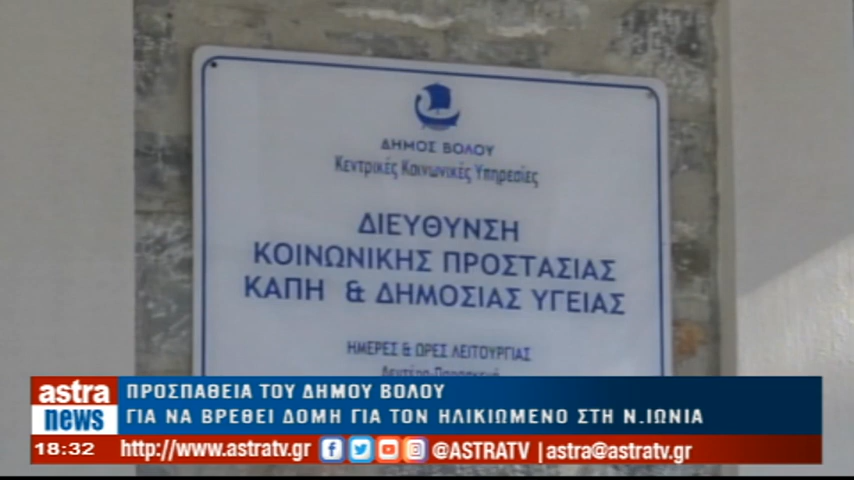 ΔΗΜΟΣ ΒΟΛΟΥ
Κεντρικές Κοινωνικές Υπηρεσίες
ΔΙΕΥΘΥΝΣΗ
ΚΟΙΝΩΝΙΚΗΣ ΠΡΟΣΤΑΣΙΑΣ
ΚΑΠΗ & ΔΗΜΟΣΙΑΣ ΥΓΕΙΑΣ
ΗΜΕΡΕΣ & ΩΡΕΣ ΛΕΙΤΟΥΡΓΙΑΣ
Δευτέρα-Παρασκευή
astra
news
ΠΡΟΣΠΑΘΕΙΑ ΤΟΥ ΔΗΜΟΥ ΒΟΛΟΥ
ΓΙΑ ΝΑ ΒΡΕΘΕΙ ΔΟΜΗ ΓΙΑ ΤΟΝ ΗΛΙΚΙΩΜΕΝΟ ΣΤΗ Ν.ΙΩΝΙΑ
18:32 http://www.astratv.gr @ASTRATV | astra@astratv.gr